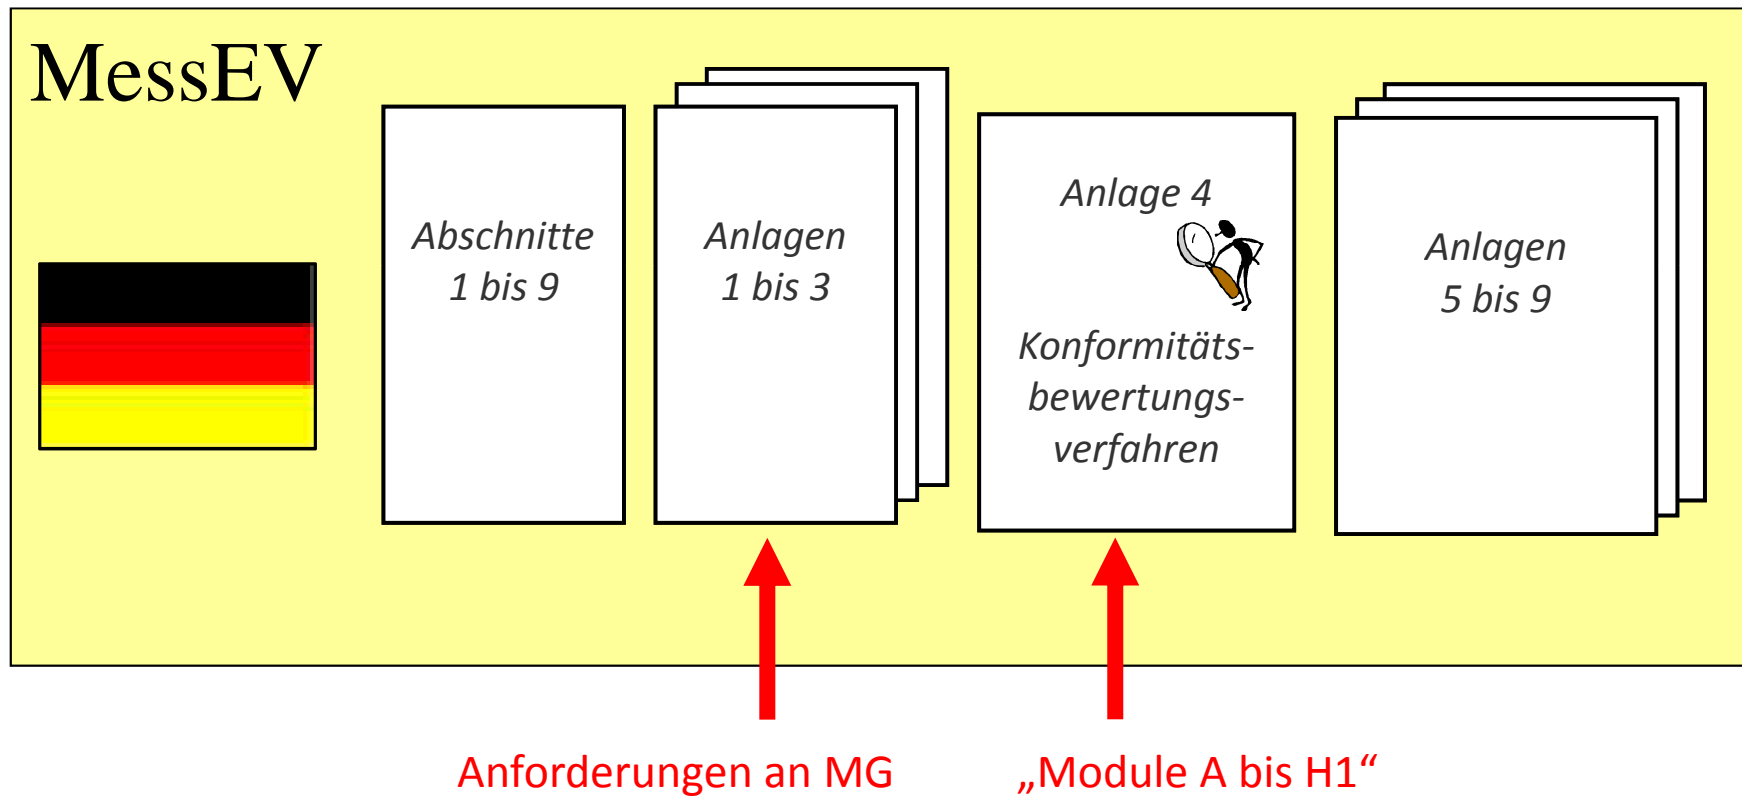 MessEV
Abschnitte
1 bis 9
Anlagen
1 bis 3
Anlage 4
Konformitäts-
bewertungs-
verfahren
Anlagen
5 bis 9
Anforderungen an MG
„Module A bis H1“